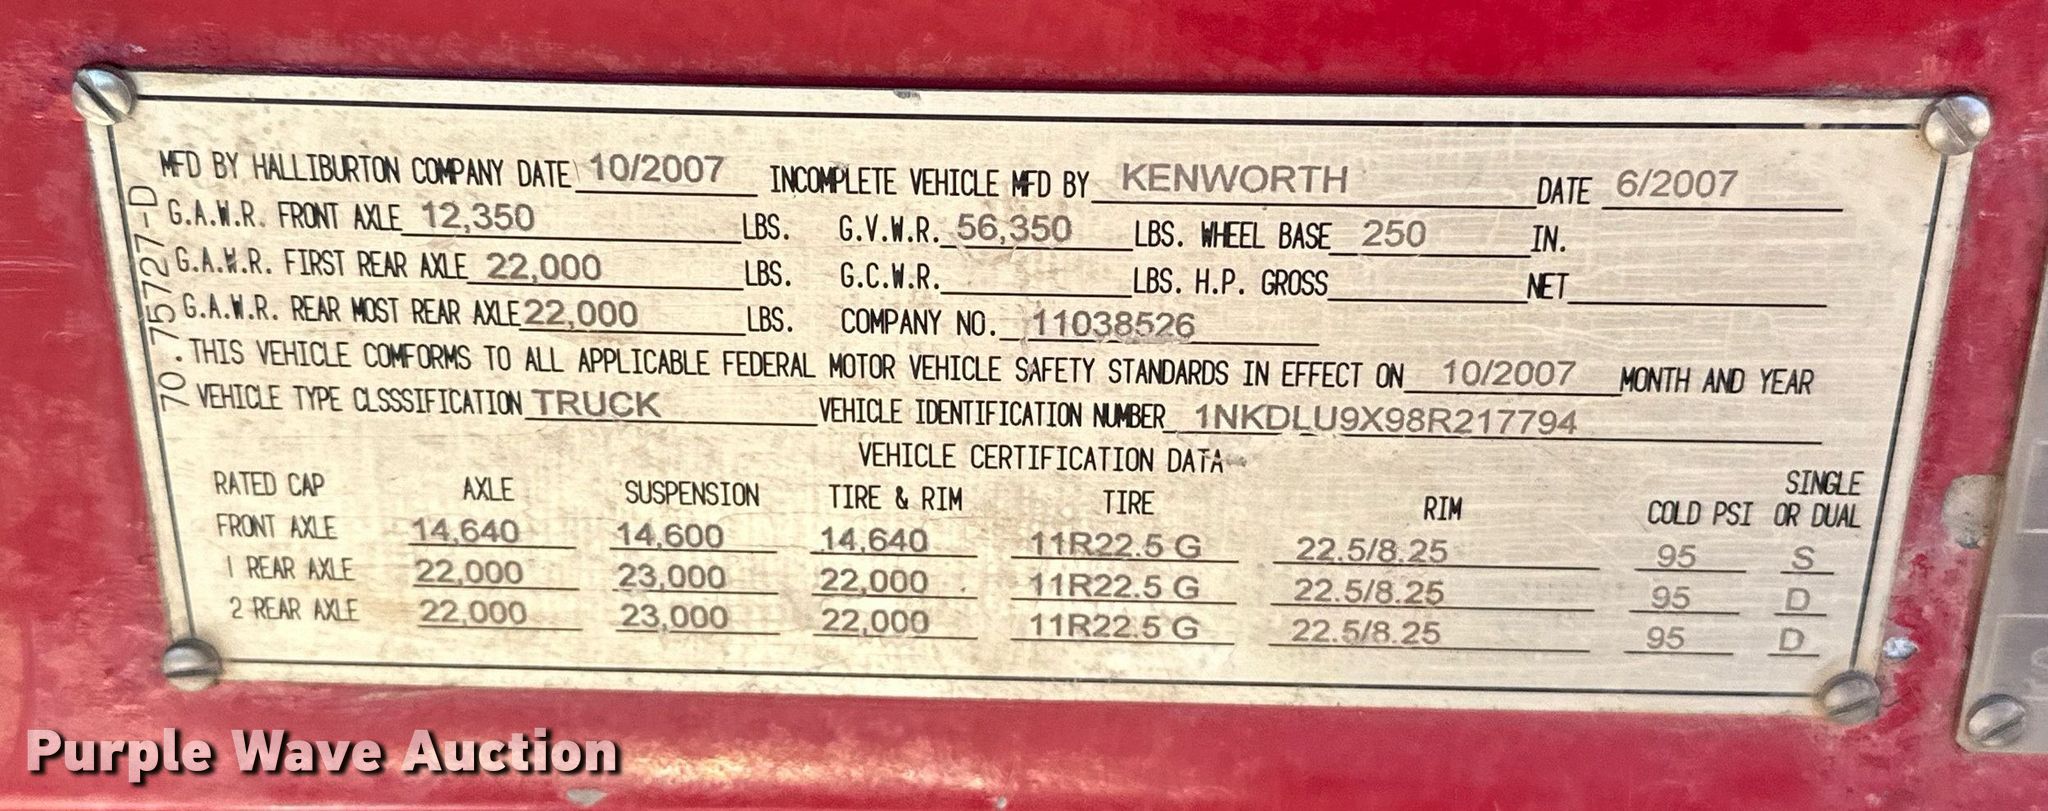 MFD BY HALLIBURTON COMPANY DATE 10/2007 INCOMPLETE VEHICLE MFD BY KENWORTH DATE 6/2007
G.A.W.R. FRONT AXLE 12,350 LBS. G.V.W.R. 56,350 LBS. WHEEL BASE 250 IN.
G.A.W.R. FIRST REAR AXLE 22,000 LBS. G.C.W.R. LBS. H.P. GROSS NET
G.A.W.R. REAR MOST REAR AXLE 22,000 LBS. COMPANY NO. 11038526
THIS VEHICLE COMFORMS TO ALL APPLICABLE FEDERAL MOTOR VEHICLE SAFETY STANDARDS IN EFFECT ON 10/2007 MONTH AND YEAR
VEHICLE TYPE CLSSSIFICATION TRUCK VEHICLE IDENTIFICATION NUMBER 1NKDLU9X98R217794
70.75727-D
VEHICLE CERTIFICATION DATA
RATED CAP AXLE SUSPENSION TIRE & RIM TIRE RIM COLD PSI SINGLE OR DUAL
FRONT AXLE 14,640 14,600 14,640 11R22.5 G 22.5/8.25 95 S
1 REAR AXLE 22,000 23,000 22,000 11R22.5 G 22.5/8.25 95 D
2 REAR AXLE 22,000 23,000 22,000 11R22.5 G 22.5/8.25 95 D
Purple Wave Auction